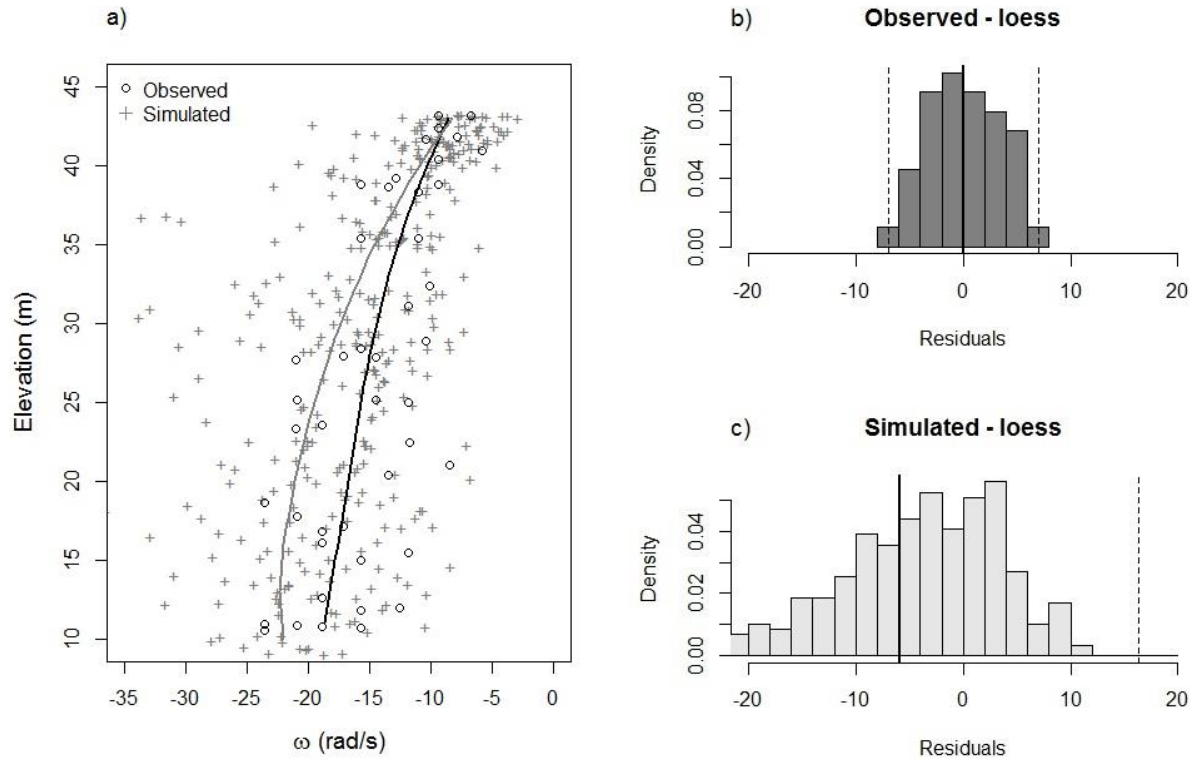 a)
Observed
Simulated
45
40
35
30
25
20
15
10
Elevation (m)
-35 -30 -25 -20 -15 -10 -5 0
ω (rad/s)
b) Observed - loess
0.08
0.04
0.00
Density
-20 -10 0 10 20
Residuals
c) Simulated - loess
0.04
0.02
0.00
Density
-20 -10 0 10 20
Residuals